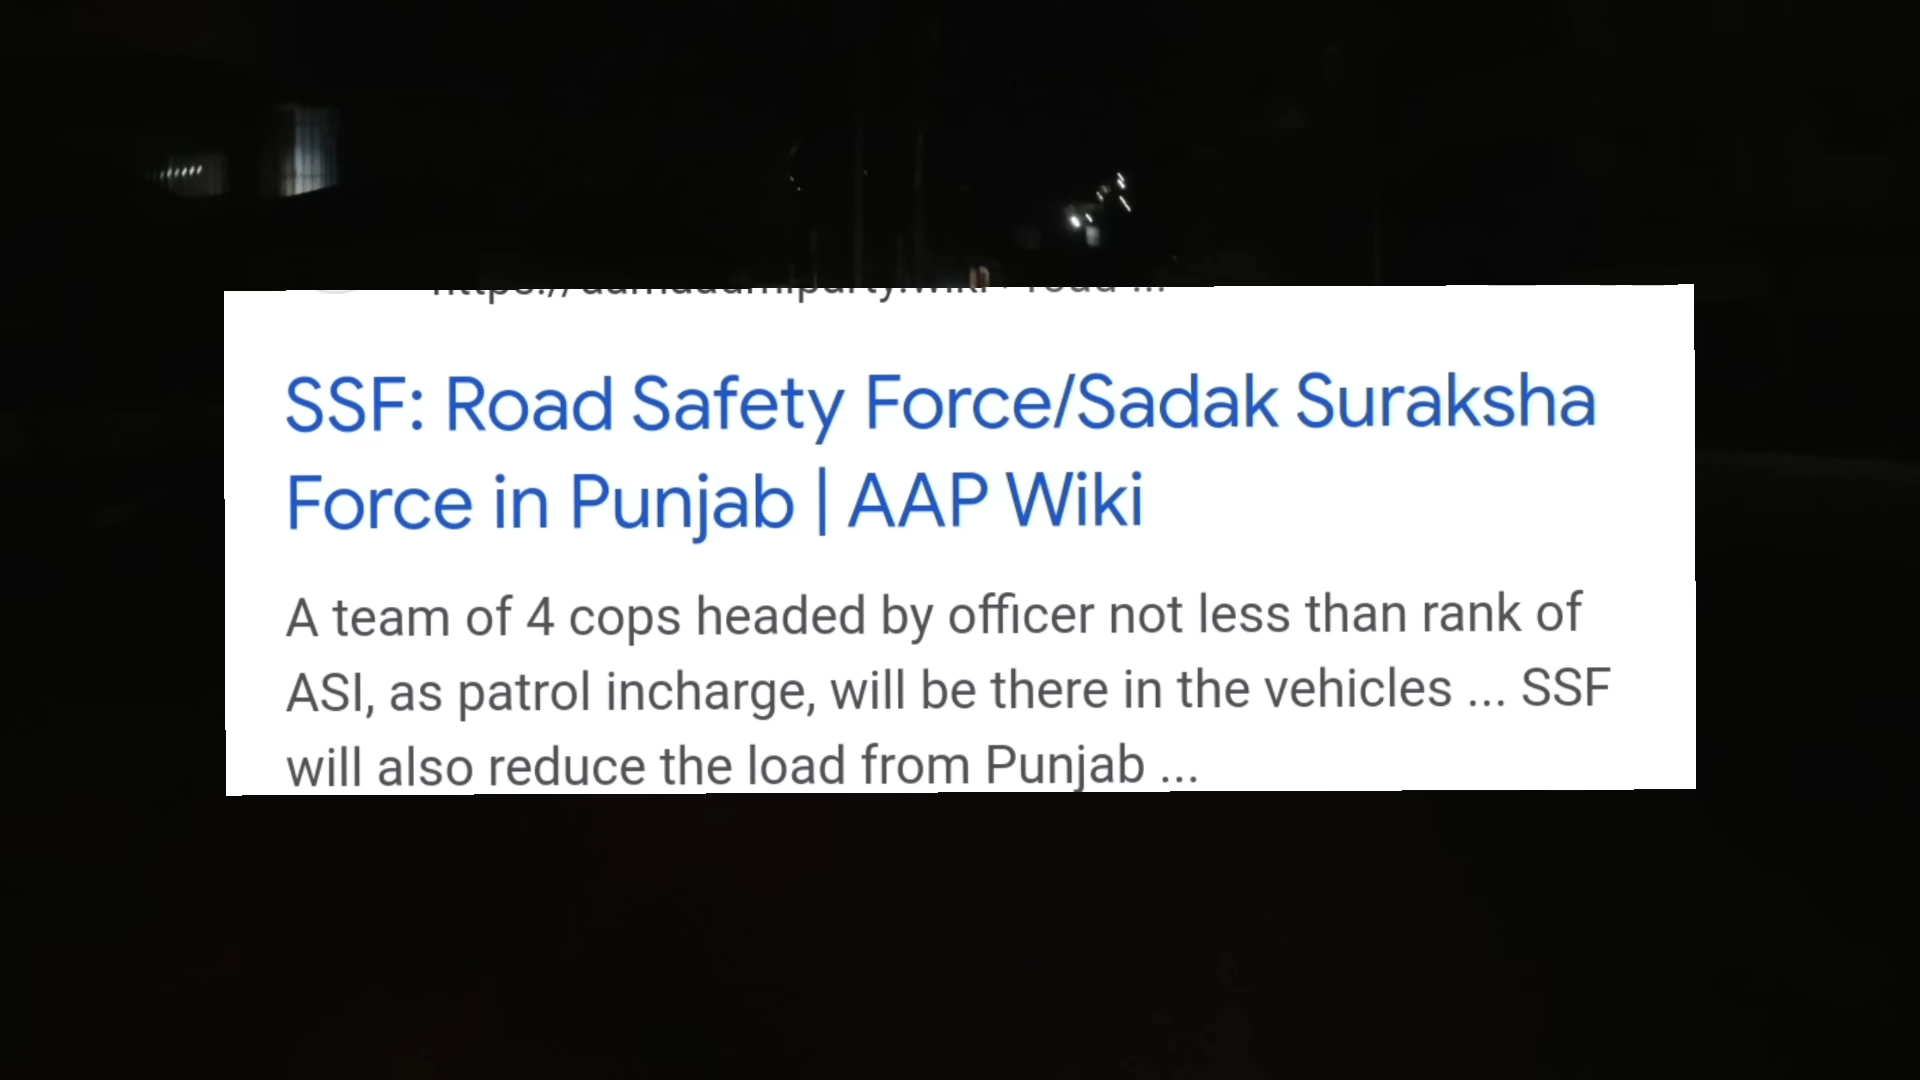 SSF: Road Safety Force/Sadak Suraksha
Force in Punjab | AAP Wiki
A team of 4 cops headed by officer not less than rank of
ASI, as patrol incharge, will be there in the vehicles ... SSF
will also reduce the load from Punjab ...